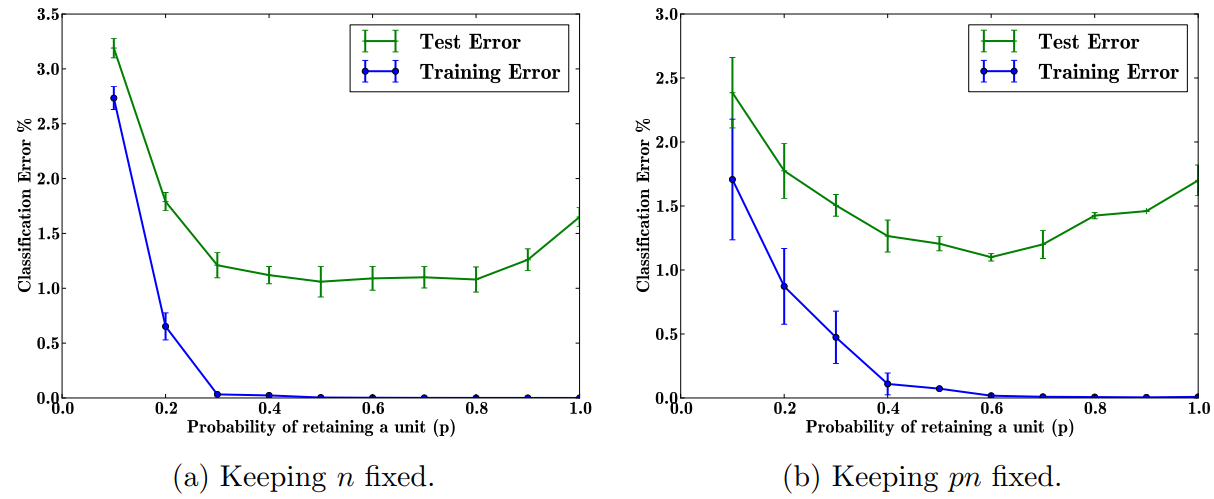 3.5
3.0
2.5
2.0
1.5
1.0
0.5
0.0
0.0 0.2 0.4 0.6 0.8 1.0
Classification Error %
Probability of retaining a unit (p)
Test Error
Training Error
(a) Keeping n fixed.
3.0
2.5
2.0
1.5
1.0
0.5
0.0
0.0 0.2 0.4 0.6 0.8 1.0
Classification Error %
Probability of retaining a unit (p)
Test Error
Training Error
(b) Keeping pn fixed.